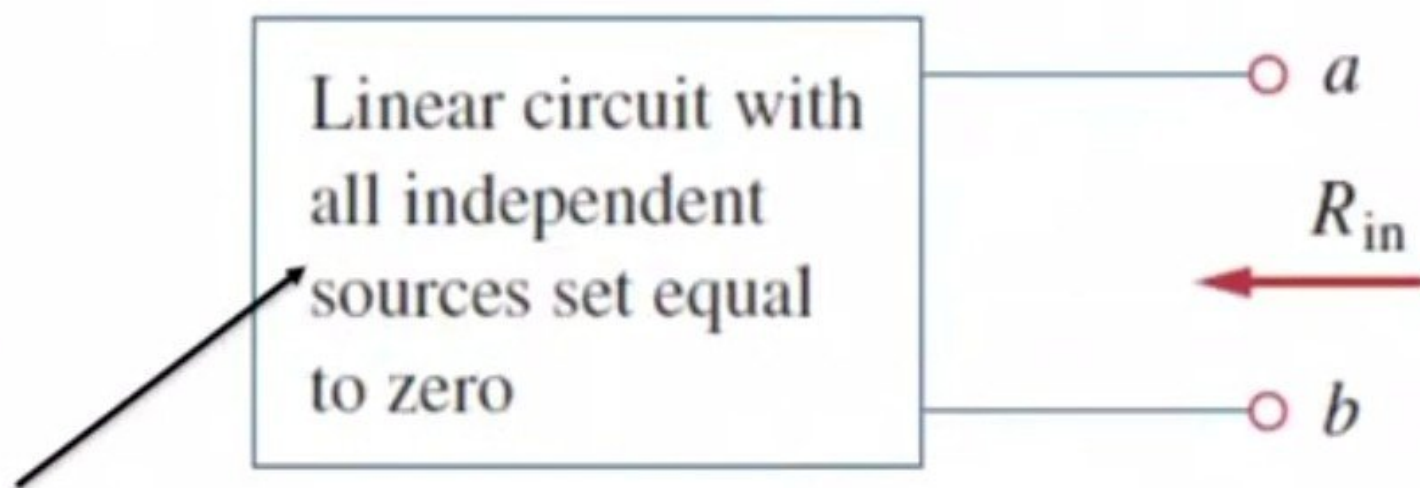 Linear circuit with
all independent
sources set equal
to zero
a
R_in
b